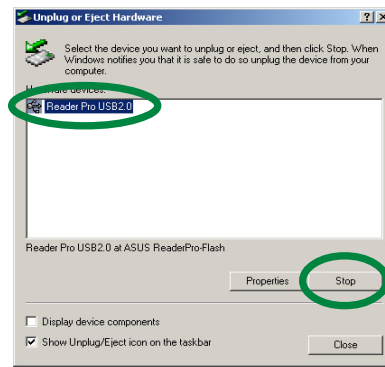 Unplug or Eject Hardware
Select the device you want to unplug or eject, and then click Stop. When
Windows notifies you that it is safe to do so unplug the device from your
computer.
Hardware devices:
Reader Pro USB2.0
Reader Pro USB2.0 at ASUS ReaderPro-Flash
Properties
Stop
Display device components
Show Unplug/Eject icon on the taskbar
Close